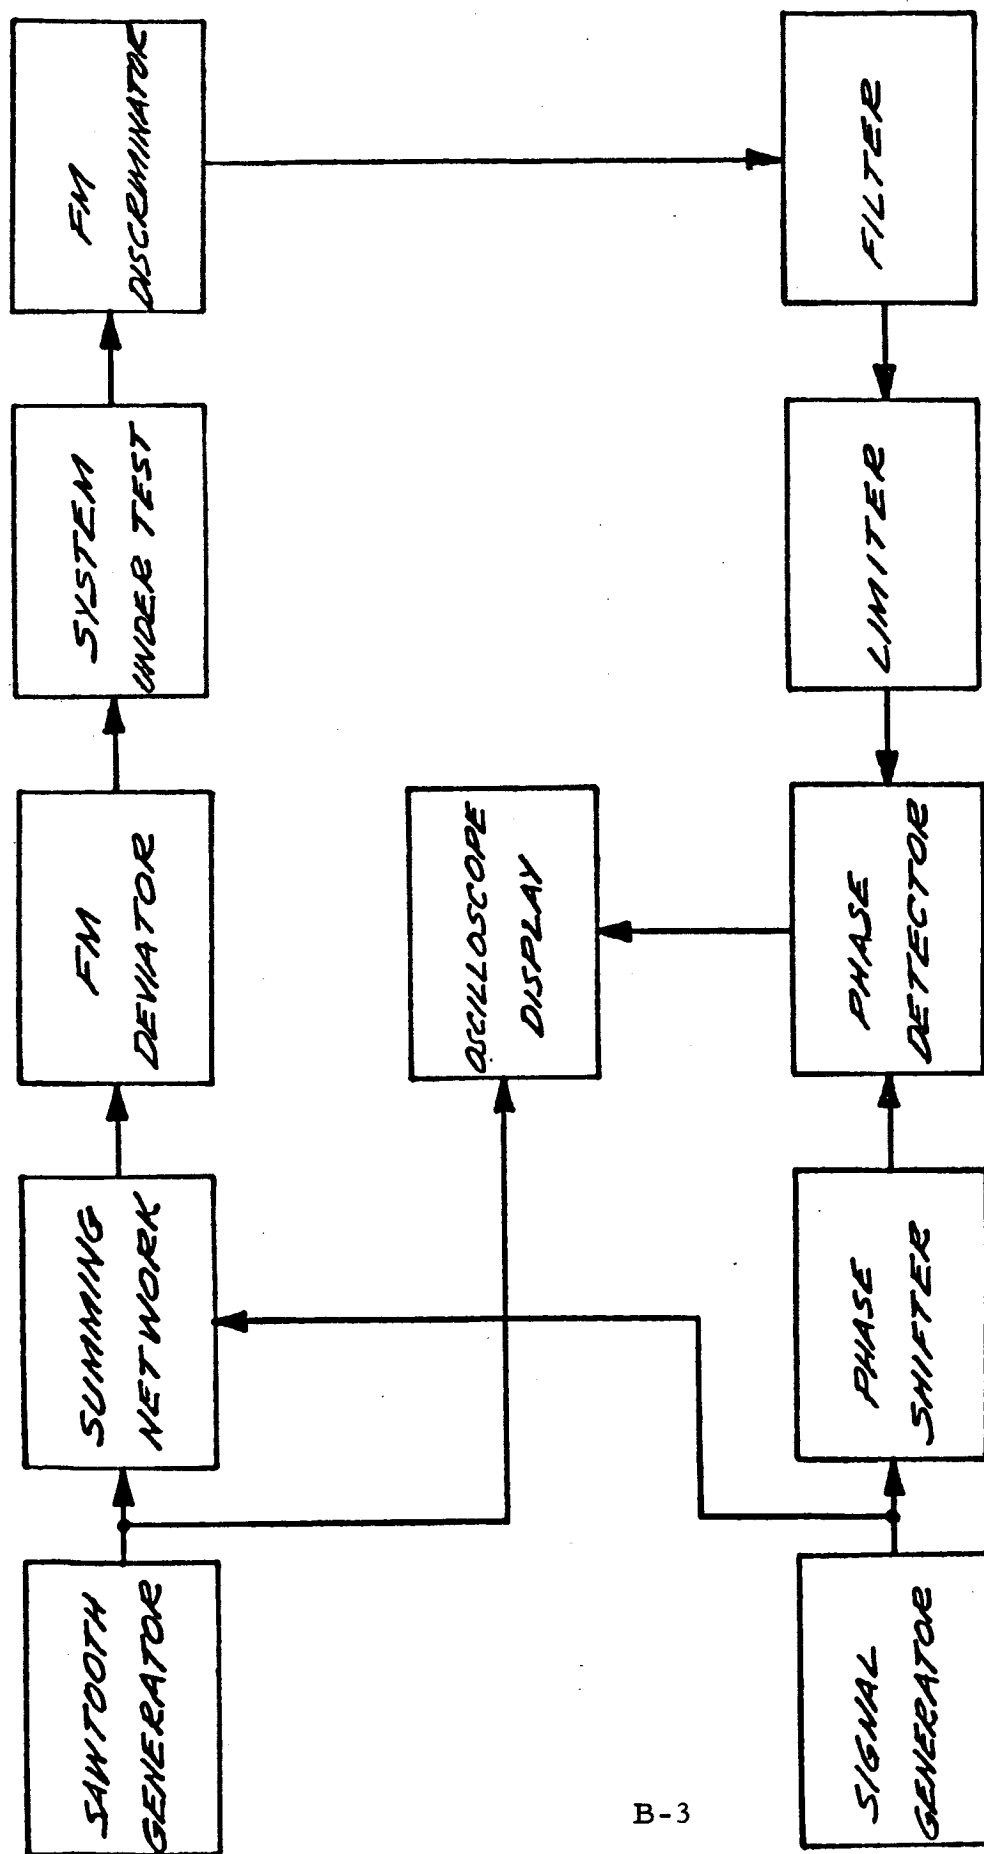 SAWTOOTH
GENERATOR
SUMMING
NETWORK
FM
DEVIATOR
SYSTEM
UNDER TEST
FM
DISCRIMINATOR
OSCILLOSCOPE
DISPLAY
SIGNAL
GENERATOR
PHASE
SHIFTER
PHASE
DETECTOR
LIMITER
FILTER
B-3